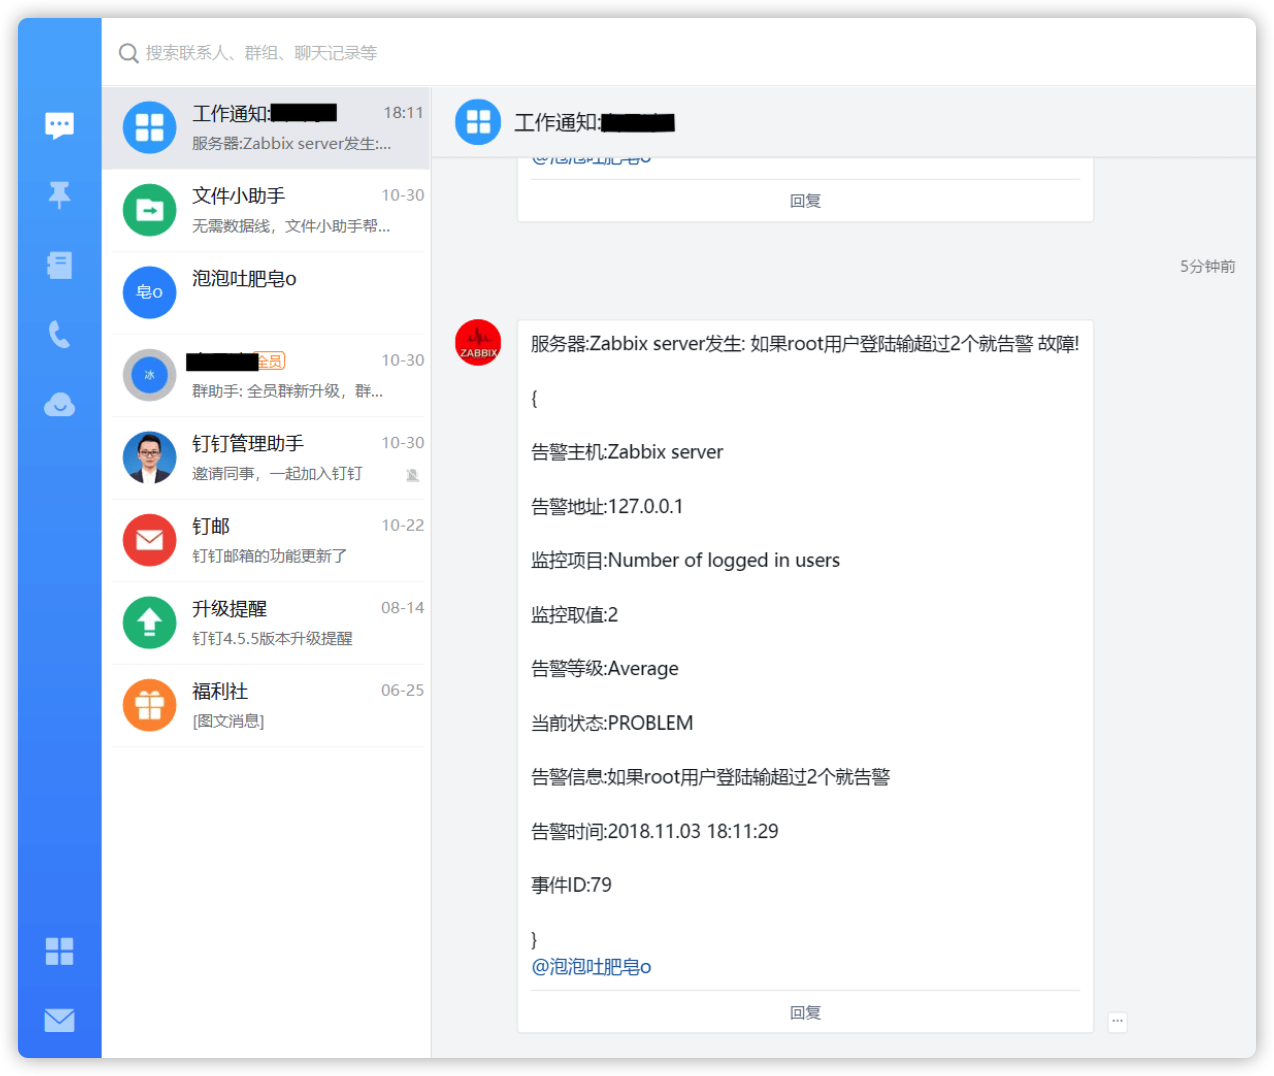 搜索联系人、群组、聊天记录等
工作通知:
18:11
服务器:Zabbix server发生:...
文件小助手
10-30
无需数据线，文件小助手帮...
皂o
泡泡吐肥皂o
冰
全员
10-30
群助手: 全员群新升级，群...
钉钉管理助手
10-30
邀请同事，一起加入钉钉
钉邮
10-22
钉钉邮箱的功能更新了
升级提醒
08-14
钉钉4.5.5版本升级提醒
福利社
06-25
[图文消息]
工作通知:
@泡泡吐肥皂o
回复
5分钟前
ZABBIX
服务器:Zabbix server发生: 如果root用户登陆输超过2个就告警 故障!
{
告警主机:Zabbix server
告警地址:127.0.0.1
监控项目:Number of logged in users
监控取值:2
告警等级:Average
当前状态:PROBLEM
告警信息:如果root用户登陆输超过2个就告警
告警时间:2018.11.03 18:11:29
事件ID:79
}
@泡泡吐肥皂o
回复